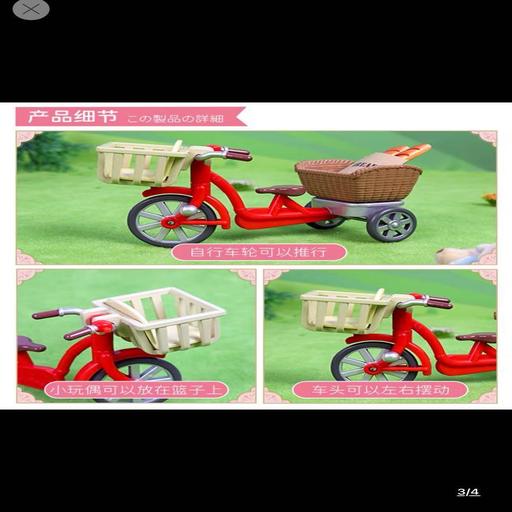 产品细节 この製品の詳細
自行车轮可以推行
小玩偶可以放在篮子上
车头可以左右摆动
3/4